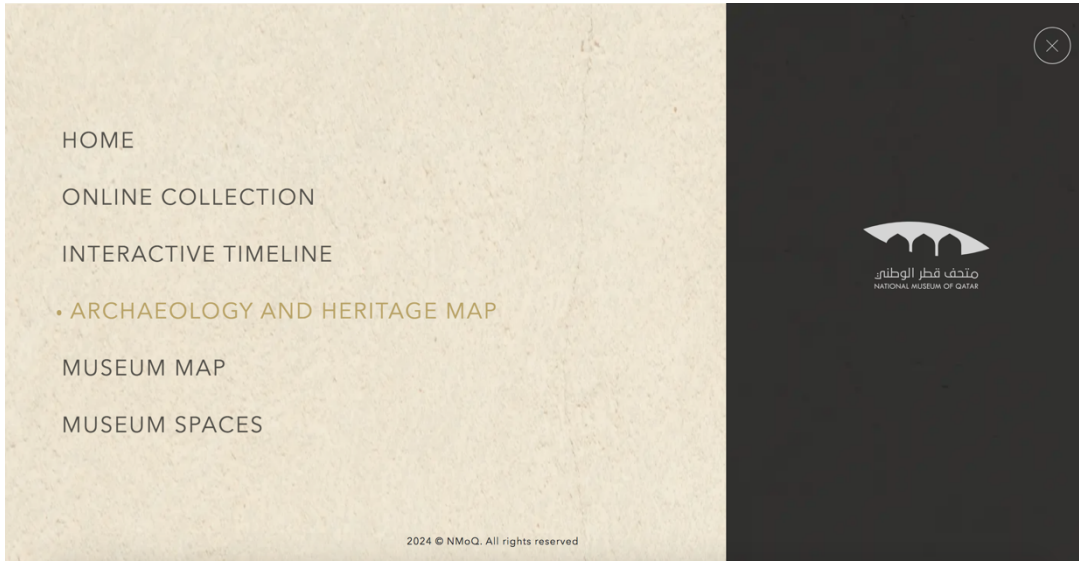 HOME
ONLINE COLLECTION
INTERACTIVE TIMELINE
• ARCHAEOLOGY AND HERITAGE MAP
MUSEUM MAP
MUSEUM SPACES
متحف قطر الوطني
NATIONAL MUSEUM OF QATAR
2024 © NMoQ. All rights reserved